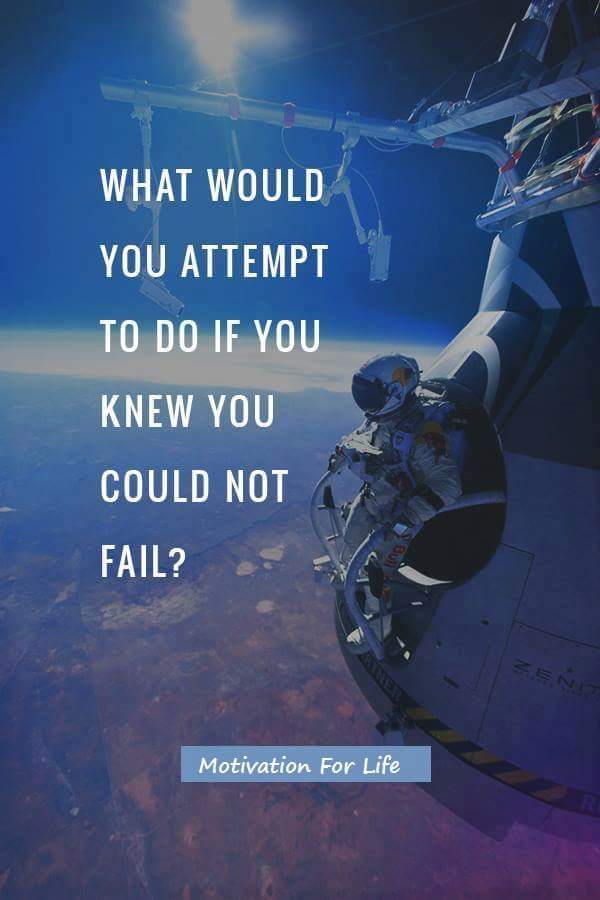 WHAT WOULD
YOU ATTEMPT
TO DO IF YOU
KNEW YOU
COULD NOT
FAIL?
ZENIT
Motivation For Life